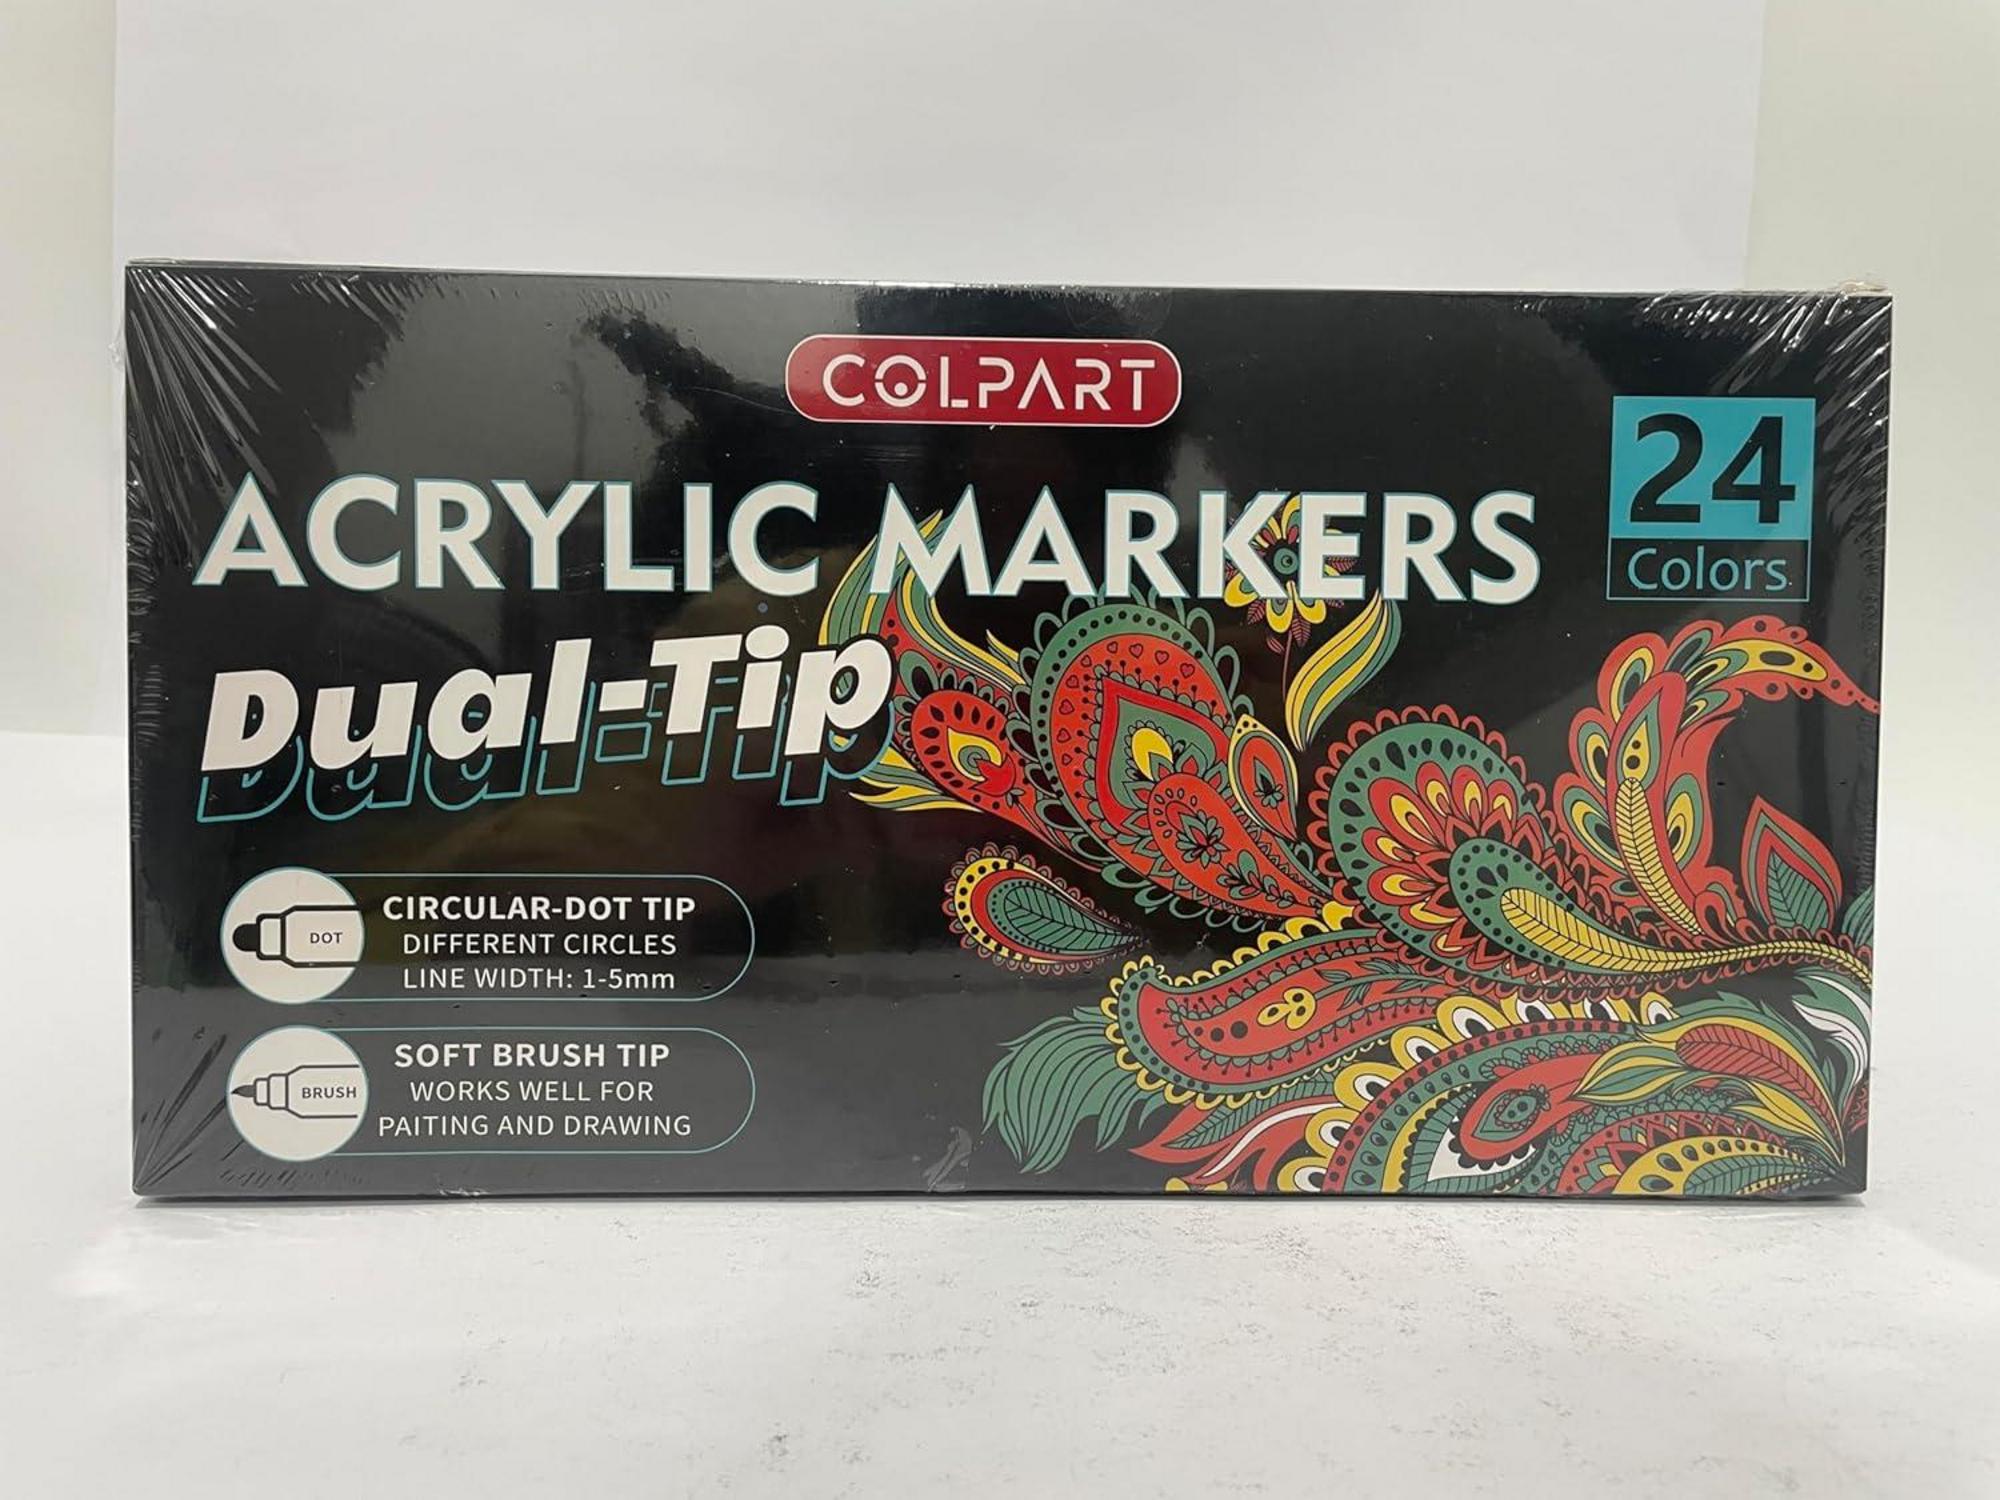 COLPART
24
Colors
ACRYLIC MARKERS
Dual-Tip
DOT
CIRCULAR-DOT TIP
DIFFERENT CIRCLES
LINE WIDTH: 1-5mm
BRUSH
SOFT BRUSH TIP
WORKS WELL FOR
PAITING AND DRAWING